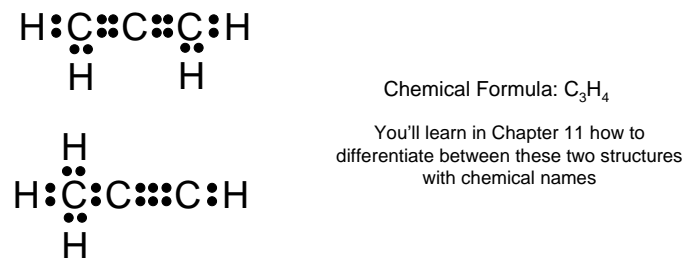 H:C::C::C:H
H H
Chemical Formula: C₃H₄
You'll learn in Chapter 11 how to
differentiate between these two structures
with chemical names
H
H:C:C:::C:H
H